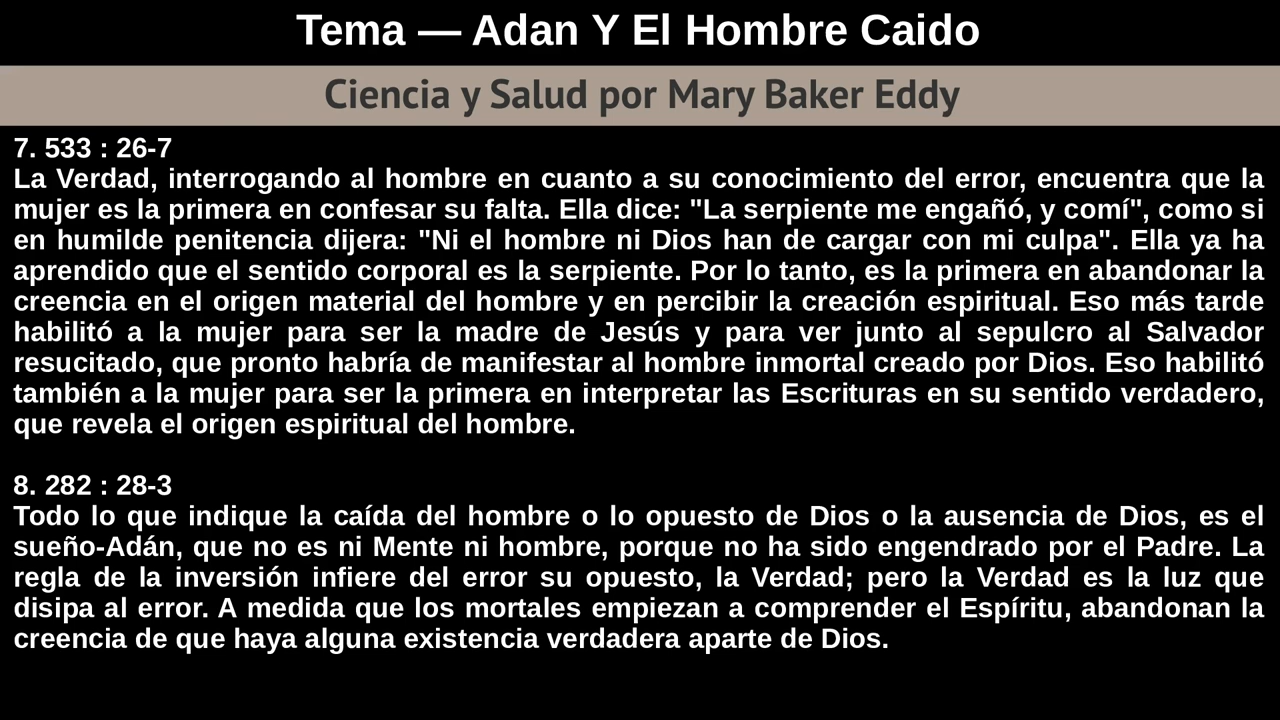 Tema — Adan Y El Hombre Caido
Ciencia y Salud por Mary Baker Eddy
7. 533 : 26-7
La Verdad, interrogando al hombre en cuanto a su conocimiento del error, encuentra que la
mujer es la primera en confesar su falta. Ella dice: "La serpiente me engañó, y comí", como si
en humilde penitencia dijera: "Ni el hombre ni Dios han de cargar con mi culpa". Ella ya ha
aprendido que el sentido corporal es la serpiente. Por lo tanto, es la primera en abandonar la
creencia en el origen material del hombre y en percibir la creación espiritual. Eso más tarde
habilitó a la mujer para ser la madre de Jesús y para ver junto al sepulcro al Salvador
resucitado, que pronto habría de manifestar al hombre inmortal creado por Dios. Eso habilitó
también a la mujer para ser la primera en interpretar las Escrituras en su sentido verdadero,
que revela el origen espiritual del hombre.
8. 282 : 28-3
Todo lo que indique la caída del hombre o lo opuesto de Dios o la ausencia de Dios, es el
sueño-Adán, que no es ni Mente ni hombre, porque no ha sido engendrado por el Padre. La
regla de la inversión infiere del error su opuesto, la Verdad; pero la Verdad es la luz que
disipa al error. A medida que los mortales empiezan a comprender el Espíritu, abandonan la
creencia de que haya alguna existencia verdadera aparte de Dios.